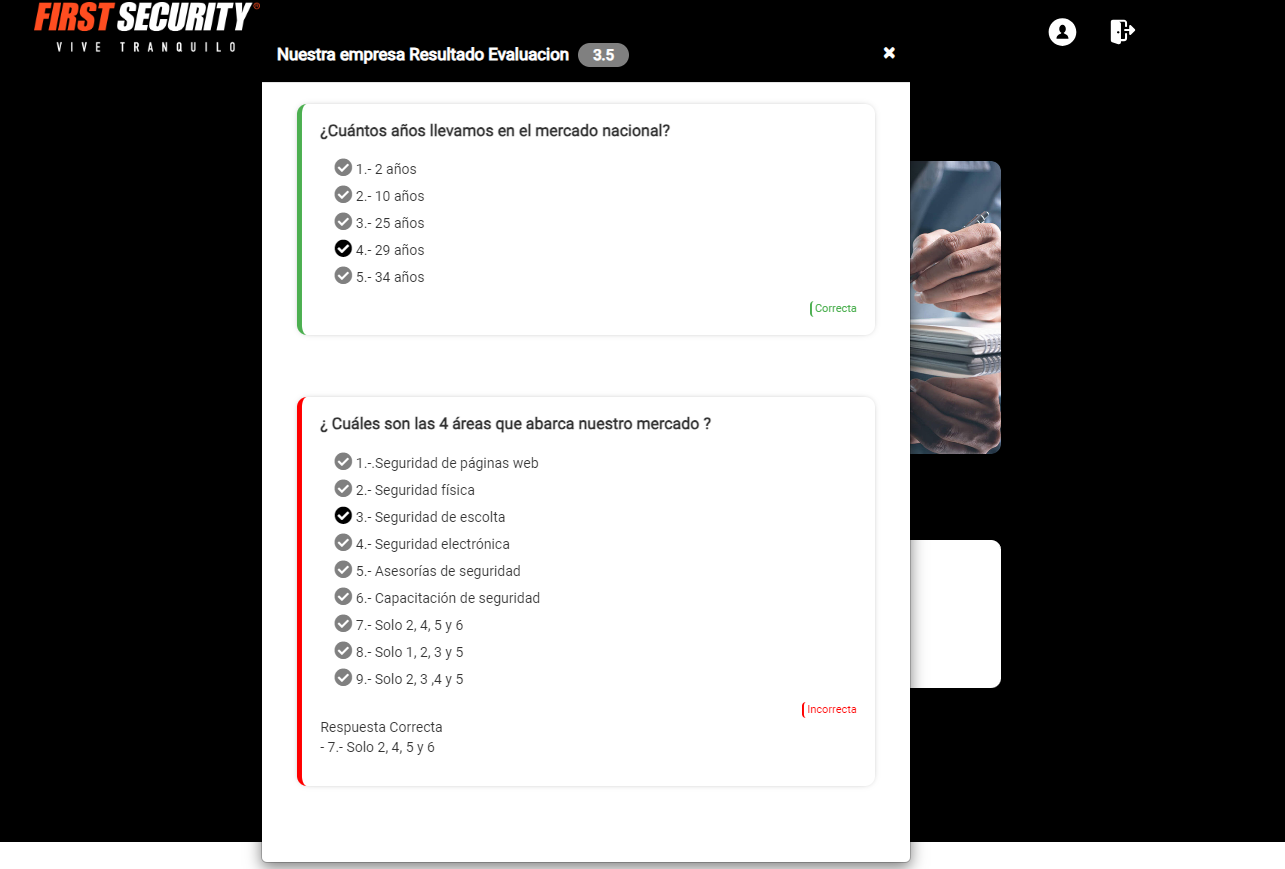 FIRST SECURITY®
VIVE TRANQUILO
Nuestra empresa Resultado Evaluacion 3.5
¿Cuántos años llevamos en el mercado nacional?
1.- 2 años
2.- 10 años
3.- 25 años
4.- 29 años
5.- 34 años
Correcta
¿ Cuáles son las 4 áreas que abarca nuestro mercado ?
1.-.Seguridad de páginas web
2.- Seguridad física
3.- Seguridad de escolta
4.- Seguridad electrónica
5.- Asesorías de seguridad
6.- Capacitación de seguridad
7.- Solo 2, 4, 5 y 6
8.- Solo 1, 2, 3 y 5
9.- Solo 2, 3 ,4 y 5
Incorrecta
Respuesta Correcta
- 7.- Solo 2, 4, 5 y 6